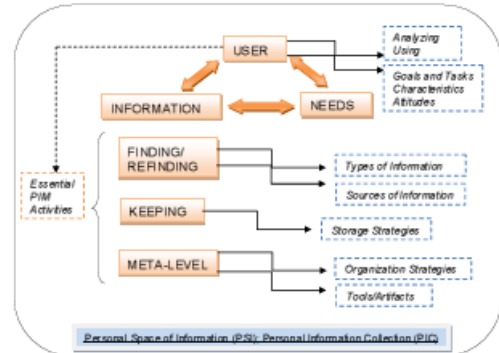 USER
Analyzing
Using
INFORMATION
NEEDS
Goals and Tasks
Characteristics
Attitudes
FINDING/
REFINDING
Types of Information
Essential
PIM
Activities
Sources of Information
KEEPING
Storage Strategies
META-LEVEL
Organization Strategies
Tools/Artifacts
Personal Space of Information (PSI); Personal Information Collection (PIC)